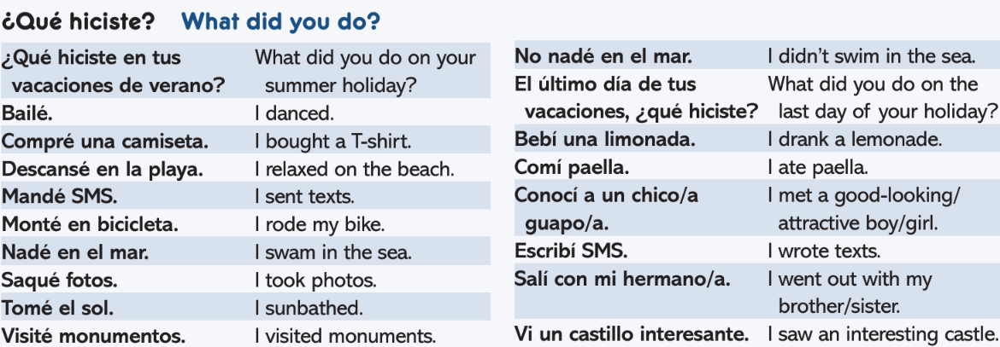 ¿Qué hiciste? What did you do?
¿Qué hiciste en tus What did you do on your
vacaciones de verano? summer holiday?
Bailé. I danced.
Compré una camiseta. I bought a T-shirt.
Descansé en la playa. I relaxed on the beach.
Mandé SMS. I sent texts.
Monté en bicicleta. I rode my bike.
Nadé en el mar. I swam in the sea.
Saqué fotos. I took photos.
Tomé el sol. I sunbathed.
Visité monumentos. I visited monuments.
No nadé en el mar. I didn't swim in the sea.
El último día de tus What did you do on the
vacaciones, ¿qué hiciste? last day of your holiday?
Bebí una limonada. I drank a lemonade.
Comí paella. I ate paella.
Conocí a un chico/a I met a good-looking/
guapo/a. attractive boy/girl.
Escribí SMS. I wrote texts.
Salí con mi hermano/a. I went out with my
brother/sister.
Vi un castillo interesante. I saw an interesting castle.